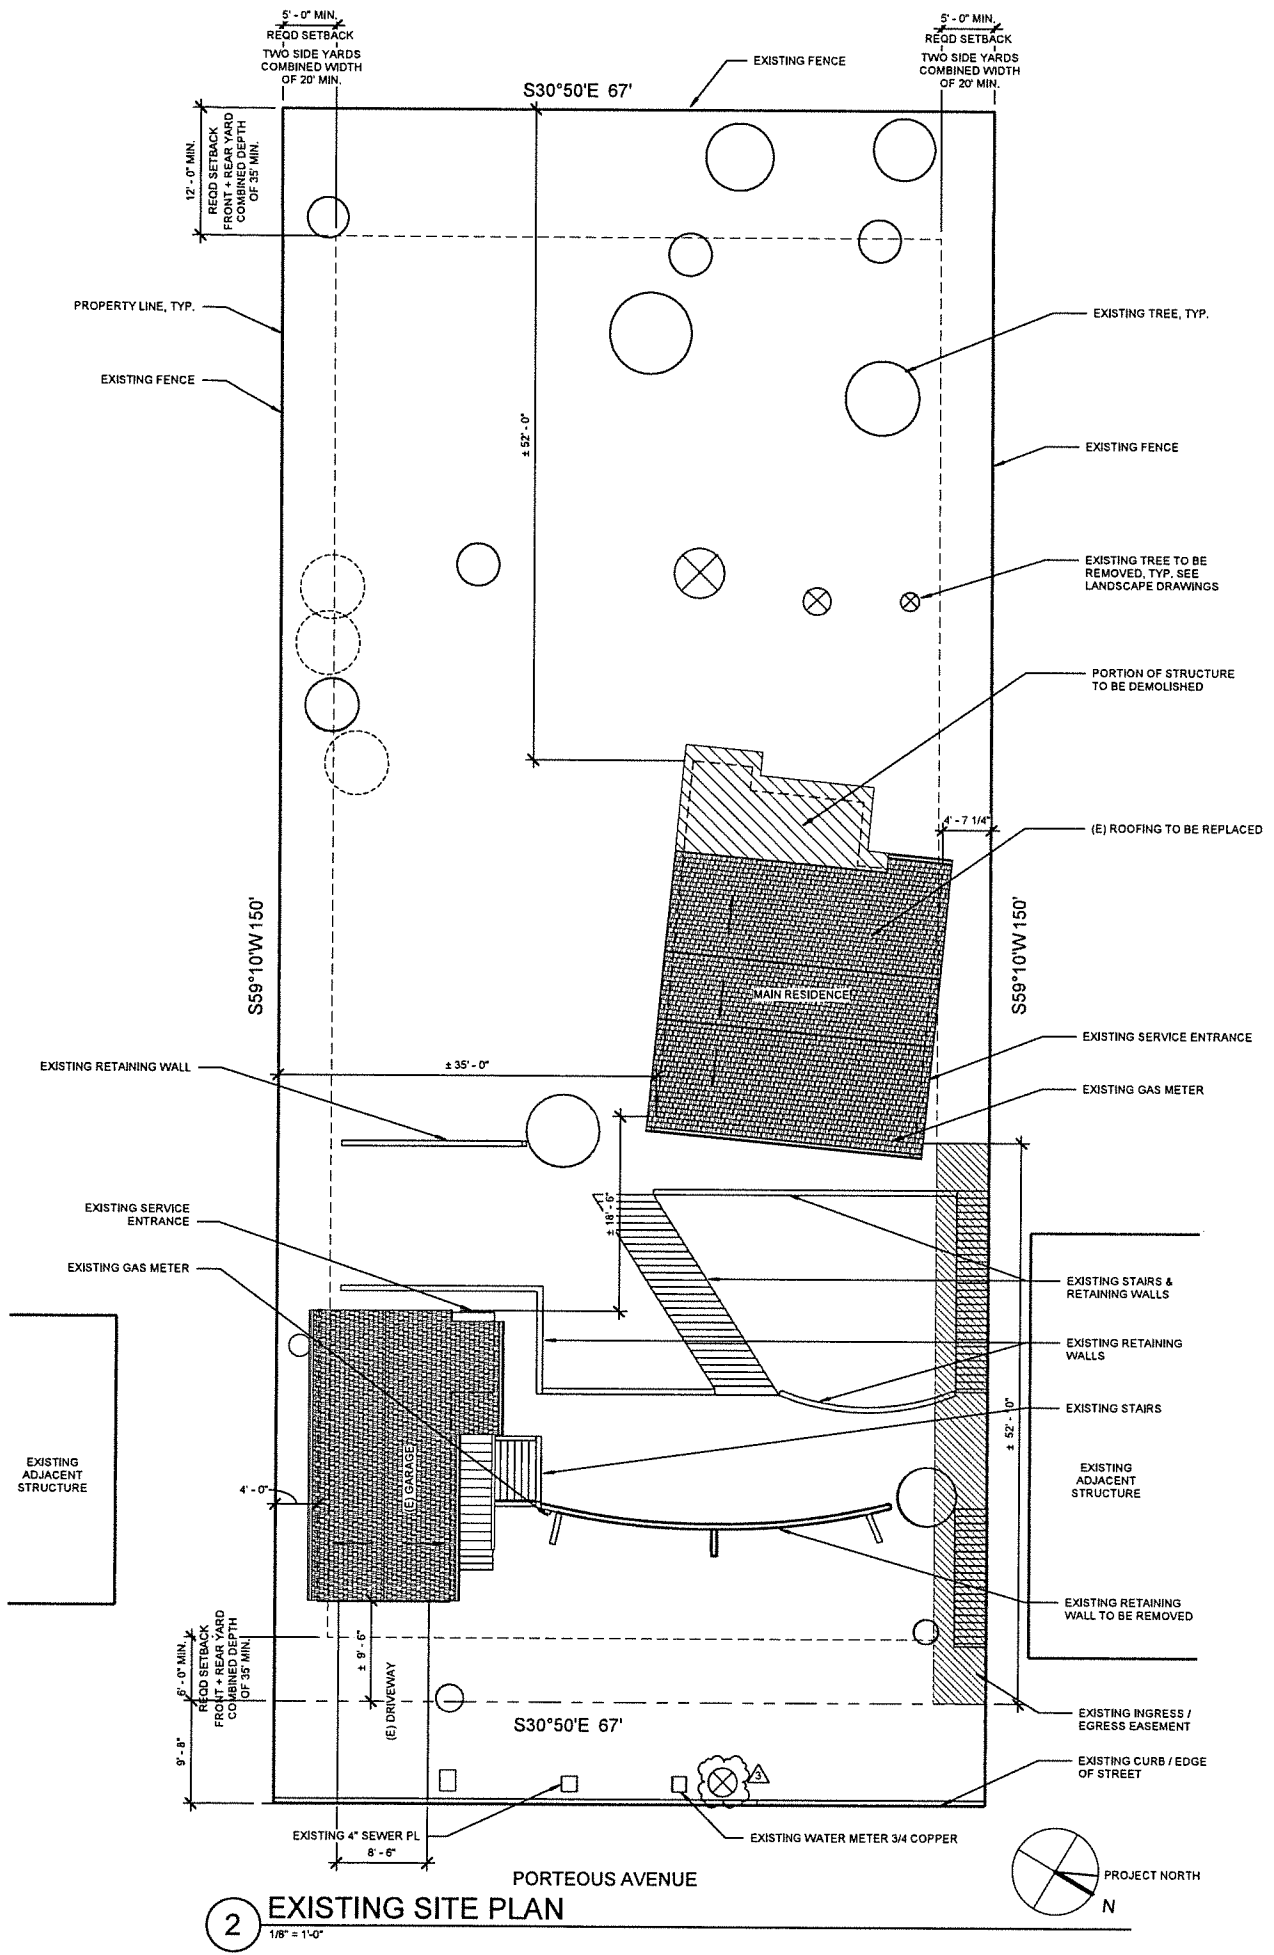 5' - 0" MIN.
REQD SETBACK
TWO SIDE YARDS
COMBINED WIDTH
OF 20' MIN.
5' - 0" MIN.
REQD SETBACK
TWO SIDE YARDS
COMBINED WIDTH
OF 20' MIN.
EXISTING FENCE
S30°50'E 67'
12' - 0" MIN.
REQD SETBACK
FRONT + REAR YARD
COMBINED DEPTH
OF 35' MIN.
PROPERTY LINE, TYP.
EXISTING TREE, TYP.
EXISTING FENCE
± 52' - 0"
EXISTING FENCE
EXISTING TREE TO BE
REMOVED, TYP. SEE
LANDSCAPE DRAWINGS
PORTION OF STRUCTURE
TO BE DEMOLISHED
4' - 7 1/4"
(E) ROOFING TO BE REPLACED
S59°10'W 150'
S59°10'W 150'
MAIN RESIDENCE
EXISTING SERVICE ENTRANCE
EXISTING RETAINING WALL
± 35' - 0"
EXISTING GAS METER
± 18' - 6"
EXISTING SERVICE
ENTRANCE
EXISTING GAS METER
EXISTING STAIRS &
RETAINING WALLS
EXISTING RETAINING
WALLS
EXISTING STAIRS
± 52' - 10"
EXISTING
ADJACENT
STRUCTURE
(E) GARAGE
EXISTING
ADJACENT
STRUCTURE
4' - 0"
EXISTING RETAINING
WALL TO BE REMOVED
6' - 0" MIN.
REQD SETBACK
FRONT + REAR YARD
COMBINED DEPTH
OF 35' MIN.
± 9' - 6"
(E) DRIVEWAY
S30°50'E 67'
EXISTING INGRESS /
EGRESS EASEMENT
9' - 8"
EXISTING CURB / EDGE
OF STREET
3
EXISTING 4" SEWER PL
EXISTING WATER METER 3/4 COPPER
8' - 6"
PORTEOUS AVENUE
PROJECT NORTH
N
2
EXISTING SITE PLAN
1/8" = 1'-0"